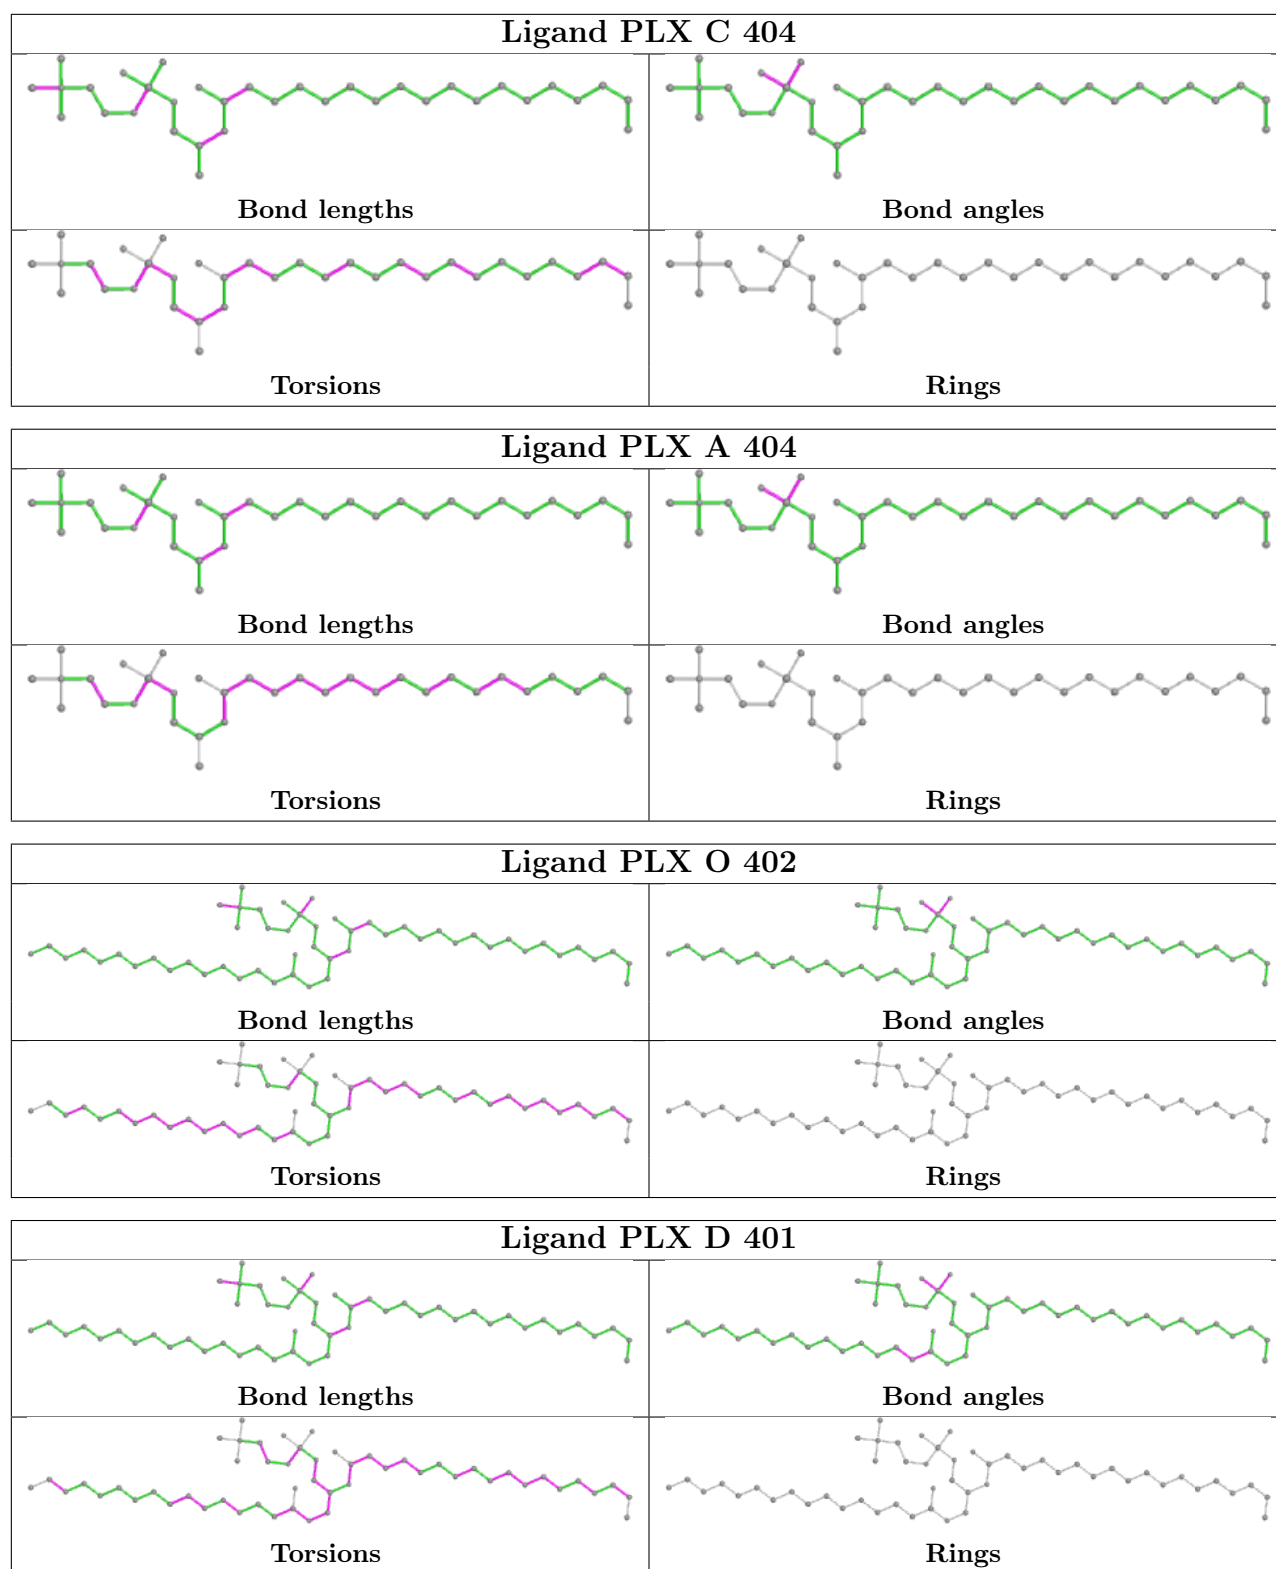 Ligand PLX C 404
Bond lengths
Bond angles
Torsions
Rings
Ligand PLX A 404
Bond lengths
Bond angles
Torsions
Rings
Ligand PLX O 402
Bond lengths
Bond angles
Torsions
Rings
Ligand PLX D 401
Bond lengths
Bond angles
Torsions
Rings